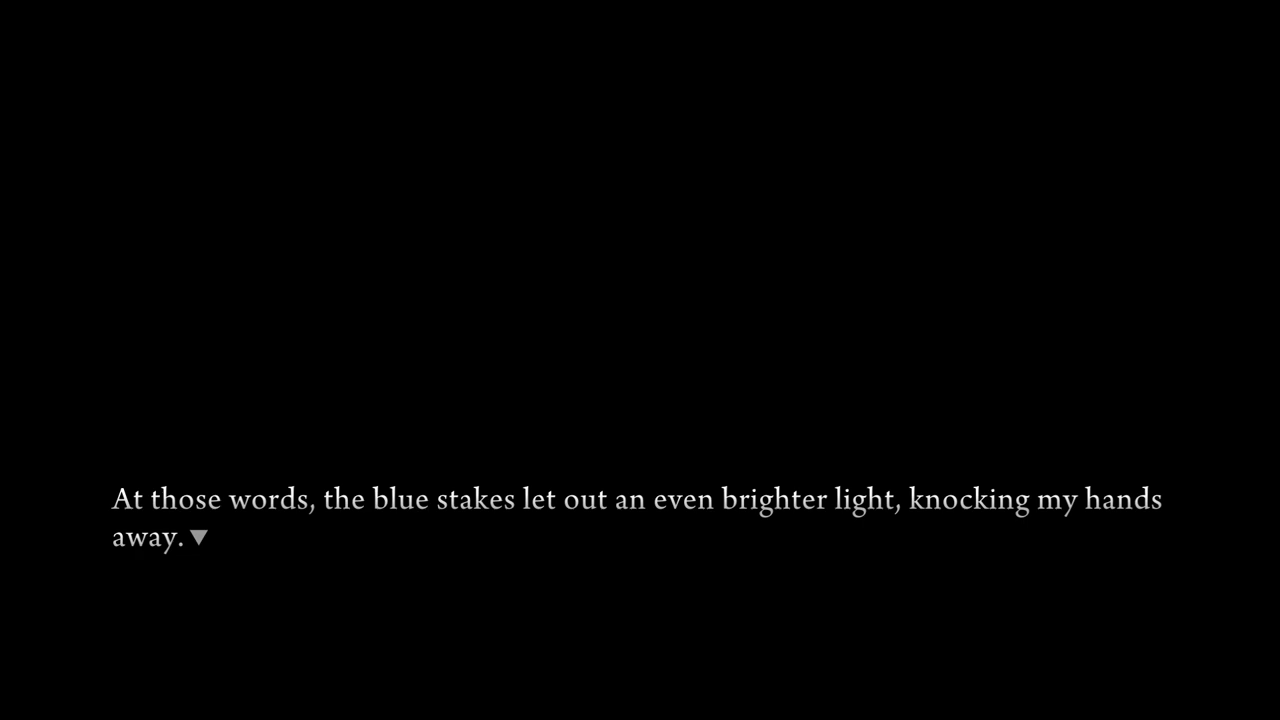 At those words, the blue stakes let out an even brighter light, knocking my hands
away.